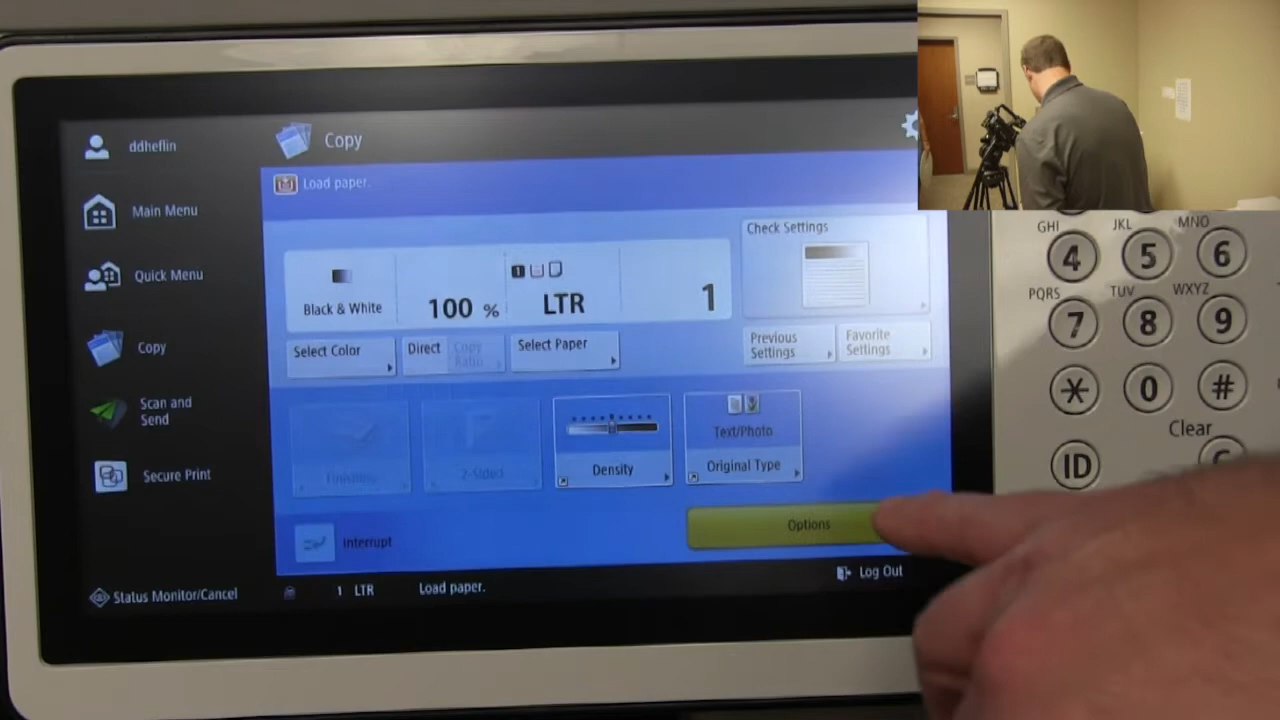 ddheflin
Copy
Load paper.
Main Menu
Quick Menu
Copy
Scan and
Send
Secure Print
Status Monitor/Cancel
Black & White
100 %
1
LTR
1
Select Color
Direct
Copy
Ratio
Select Paper
Check Settings
Previous
Settings
Favorite
Settings
Finishing
2-Sided
Density
Text/Photo
Original Type
Options
Interrupt
1 LTR Load paper.
Log Out
GHI JKL MNO
4 5 6
PQRS TUV WXYZ
7 8 9
* 0 #
Clear
ID C